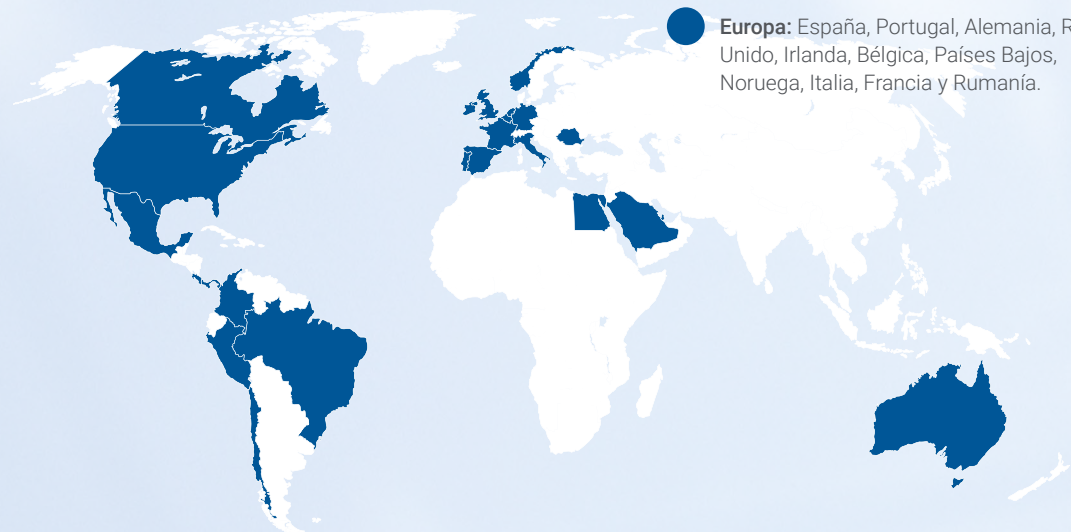 Europa: España, Portugal, Alemania, R
Unido, Irlanda, Bélgica, Países Bajos,
Noruega, Italia, Francia y Rumanía.